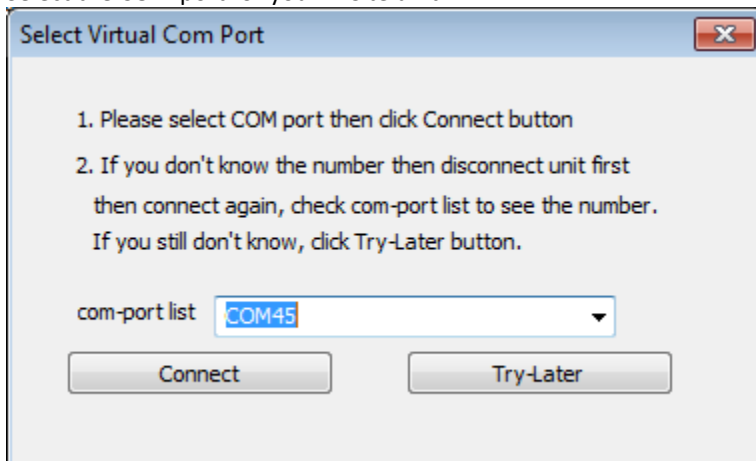 Select Virtual Com Port
1. Please select COM port then click Connect button
2. If you don't know the number then disconnect unit first
then connect again, check com-port list to see the number.
If you still don't know, click Try-Later button.
com-port list COM45
Connect Try-Later